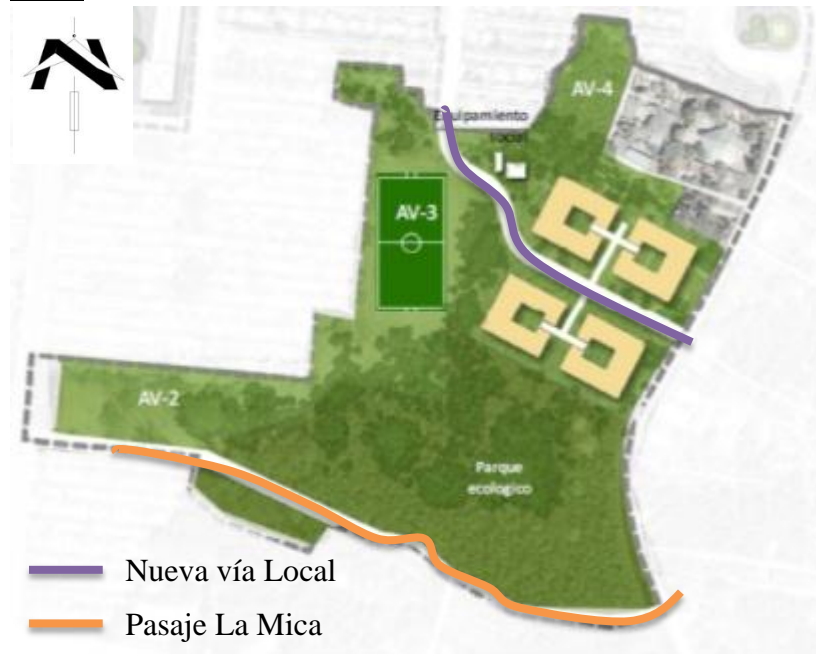 AV-4
Equipamiento
local
AV-3
AV-2
Parque
ecologico
Nueva vía Local
Pasaje La Mica